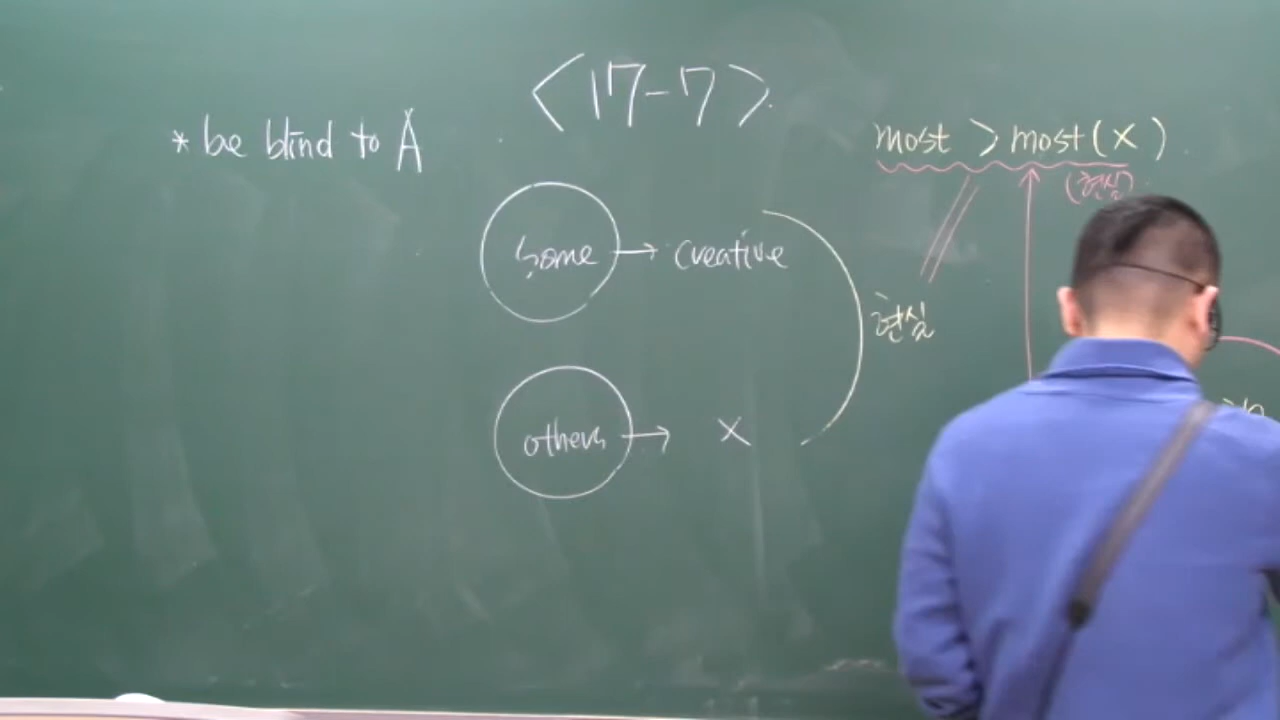 <17-7>
* be blind to A
most > most (X)
(현실)
some → creative
현실
others → X